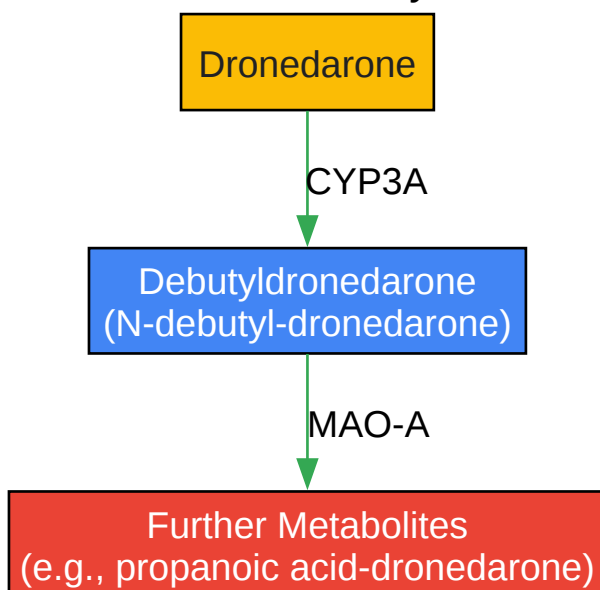 Dronedarone
CYP3A
Debutyldronedarone
(N-debutyl-dronedarone)
MAO-A
Further Metabolites
(e.g., propanoic acid-dronedarone)